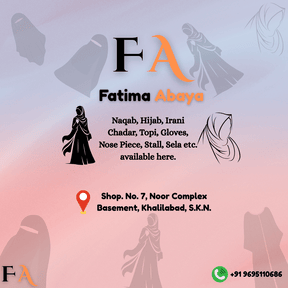 FA
Fatima Abaya
Naqab, Hijab, Irani
Chadar, Topi, Gloves,
Nose Piece, Stall, Sela etc.
available here.
Shop. No. 7, Noor Complex
Basement, Khalilabad, S.K.N.
FA
+91 9695110686